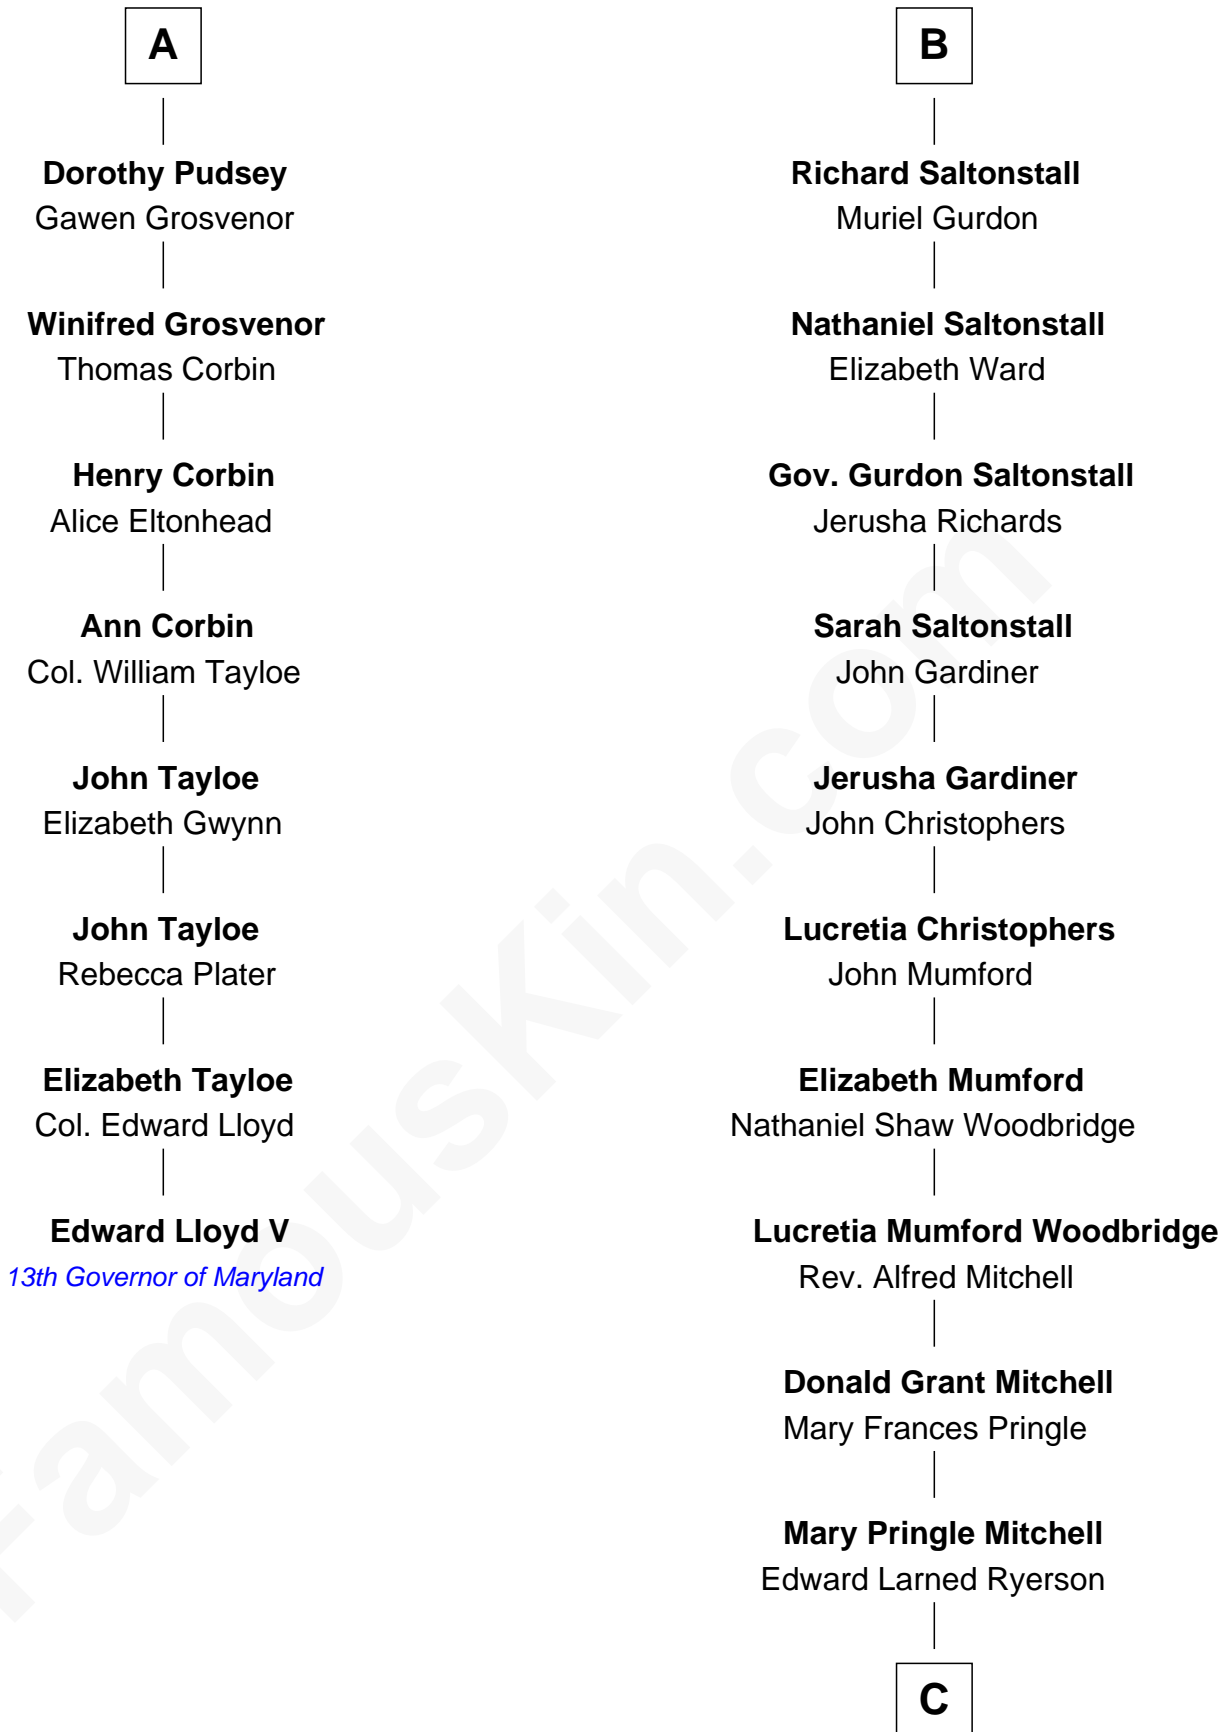 A
Dorothy Pudsey
Gawen Grosvenor
Winifred Grosvenor
Thomas Corbin
Henry Corbin
Alice Eltonhead
Ann Corbin
Col. William Tayloe
John Tayloe
Elizabeth Gwynn
John Tayloe
Rebecca Plater
Elizabeth Tayloe
Col. Edward Lloyd
Edward Lloyd V
13th Governor of Maryland
B
Richard Saltonstall
Muriel Gurdon
Nathaniel Saltonstall
Elizabeth Ward
Gov. Gurdon Saltonstall
Jerusha Richards
Sarah Saltonstall
John Gardiner
Jerusha Gardiner
John Christophers
Lucretia Christophers
John Mumford
Elizabeth Mumford
Nathaniel Shaw Woodbridge
Lucretia Mumford Woodbridge
Rev. Alfred Mitchell
Donald Grant Mitchell
Mary Frances Pringle
Mary Pringle Mitchell
Edward Larned Ryerson
C
FamousKin.com